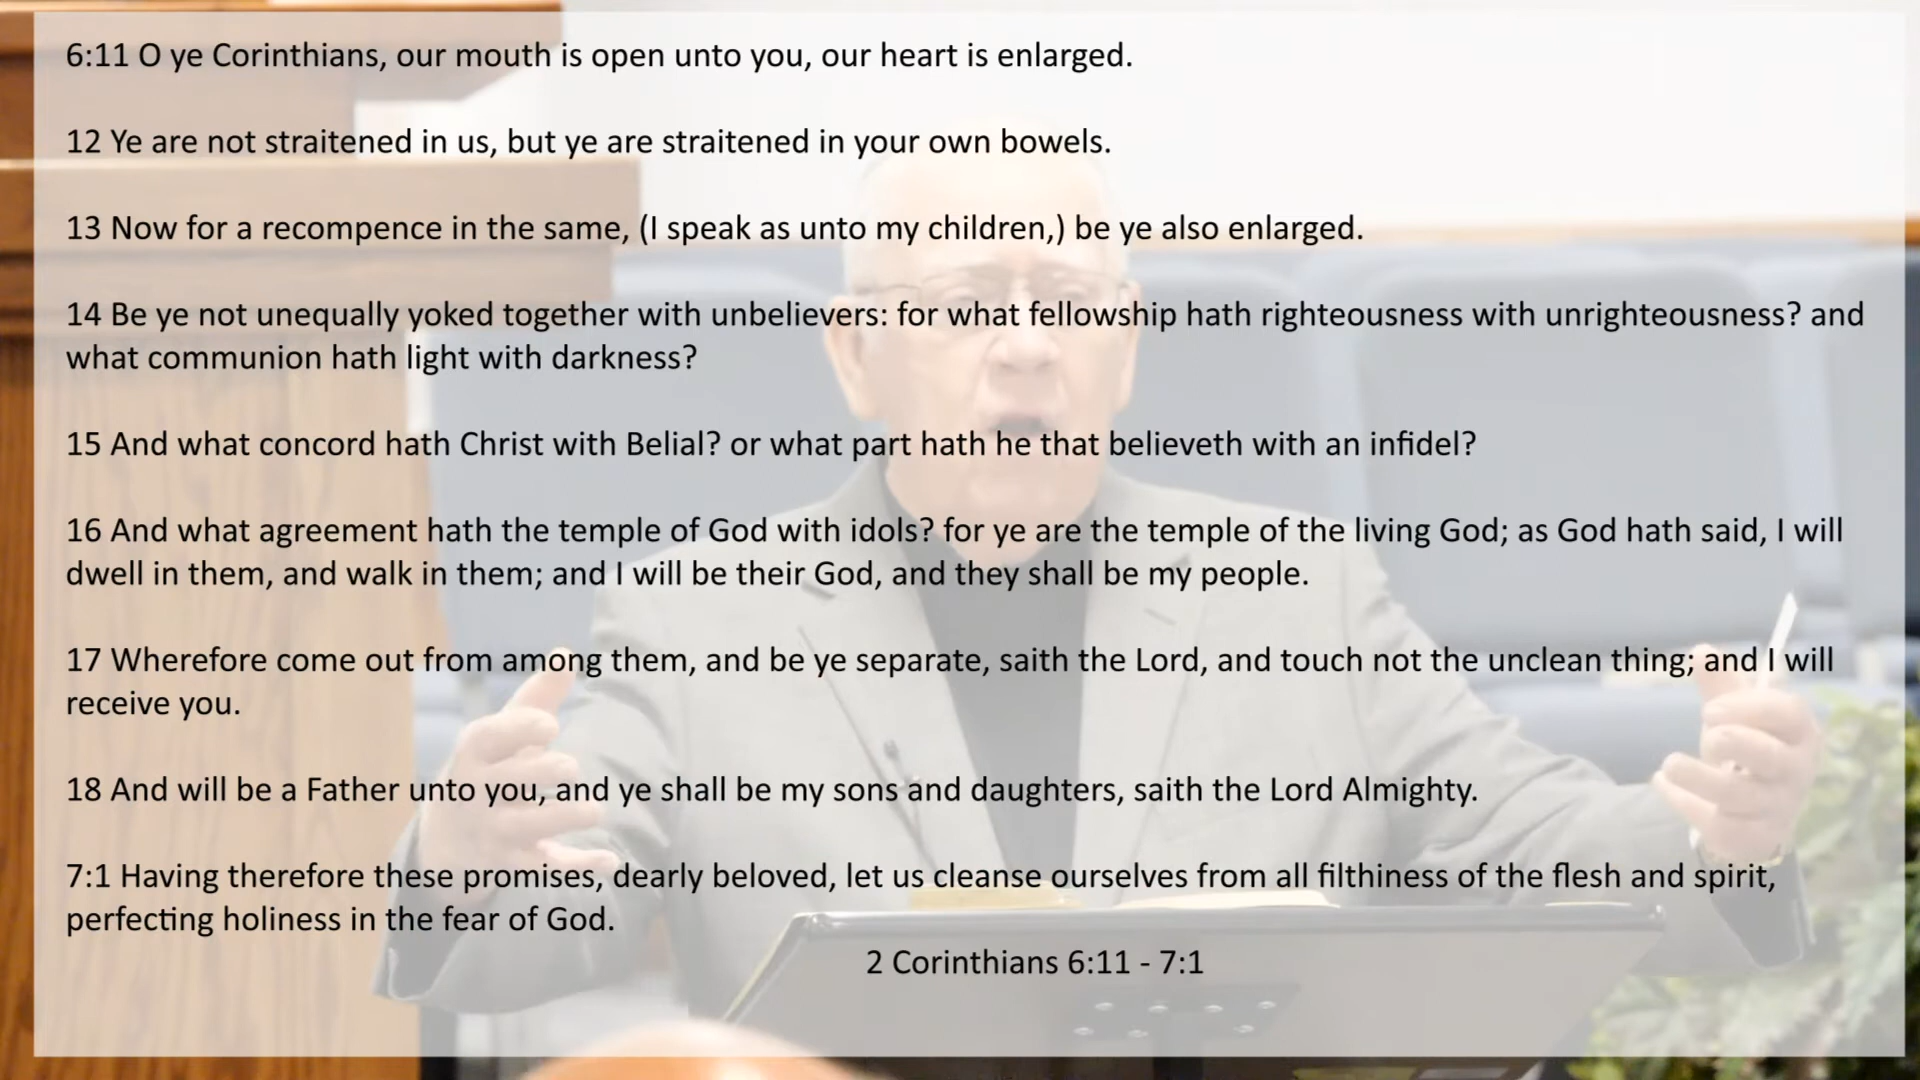 6:11 O ye Corinthians, our mouth is open unto you, our heart is enlarged.
12 Ye are not straitened in us, but ye are straitened in your own bowels.
13 Now for a recompence in the same, (I speak as unto my children,) be ye also enlarged.
14 Be ye not unequally yoked together with unbelievers: for what fellowship hath righteousness with unrighteousness? and
what communion hath light with darkness?
15 And what concord hath Christ with Belial? or what part hath he that believeth with an infidel?
16 And what agreement hath the temple of God with idols? for ye are the temple of the living God; as God hath said, I will
dwell in them, and walk in them; and I will be their God, and they shall be my people.
17 Wherefore come out from among them, and be ye separate, saith the Lord, and touch not the unclean thing; and I will
receive you.
18 And will be a Father unto you, and ye shall be my sons and daughters, saith the Lord Almighty.
7:1 Having therefore these promises, dearly beloved, let us cleanse ourselves from all filthiness of the flesh and spirit,
perfecting holiness in the fear of God.
2 Corinthians 6:11 - 7:1